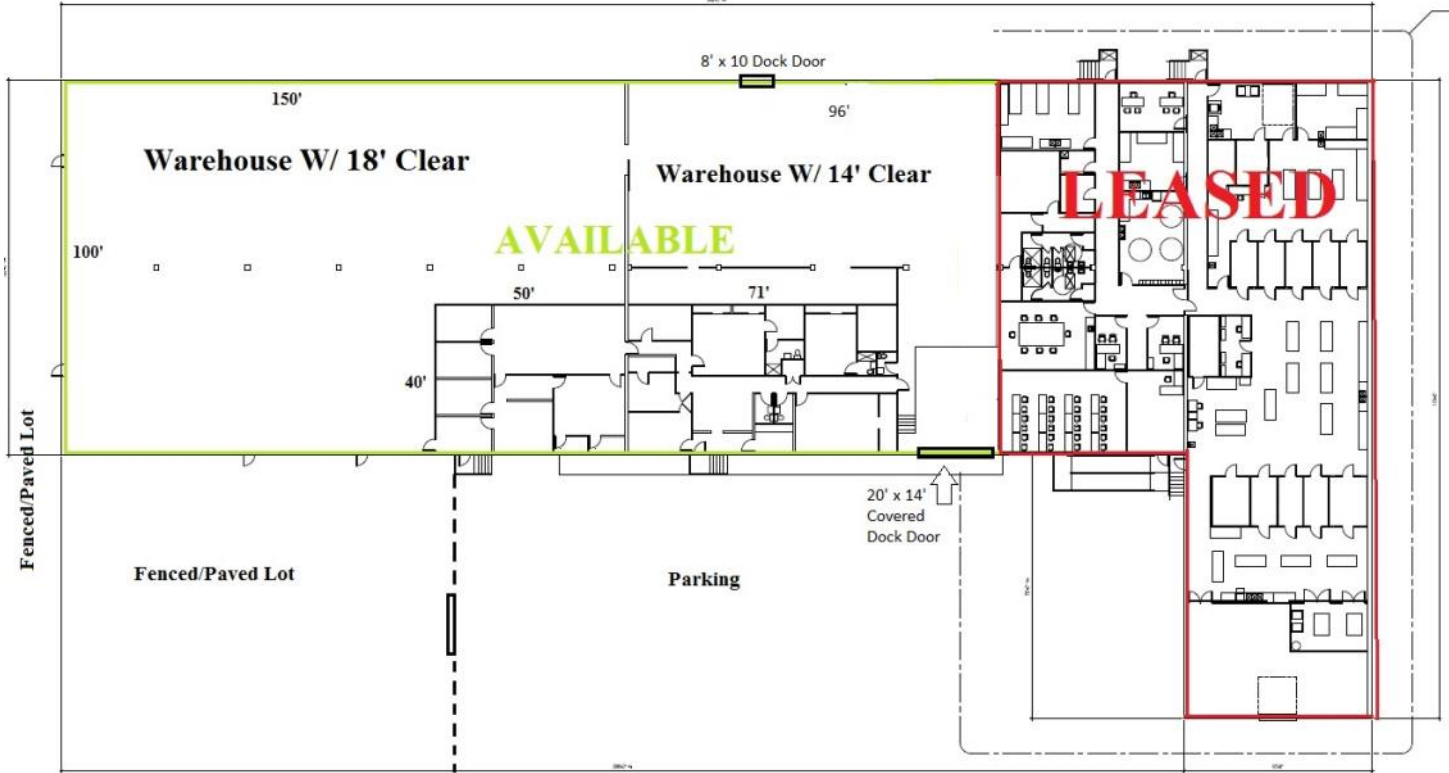 8' x 10 Dock Door
150'
96'
Warehouse W/ 18' Clear
Warehouse W/ 14' Clear
LEASED
AVAILABLE
100'
50'
71'
40'
Fenced/Paved Lot
20' x 14'
Covered
Dock Door
Fenced/Paved Lot
Parking